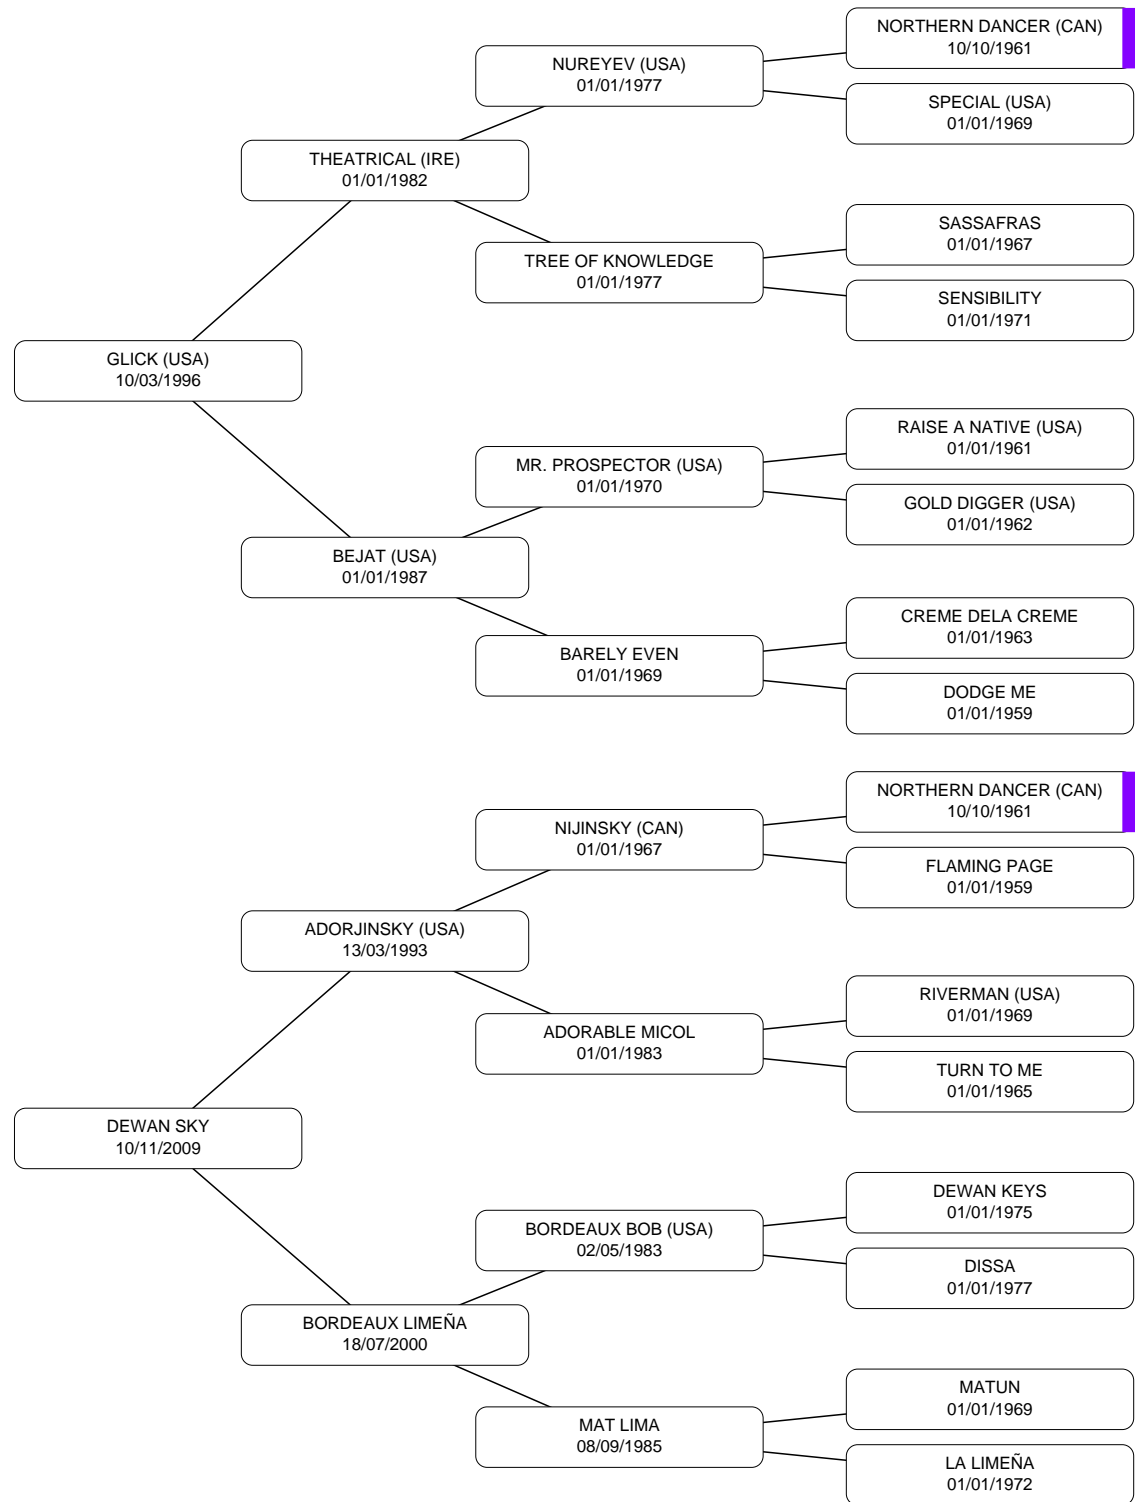 NORTHERN DANCER (CAN)
10/10/1961
NUREYEV (USA)
01/01/1977
SPECIAL (USA)
01/01/1969
THEATRICAL (IRE)
01/01/1982
SASSAFRAS
01/01/1967
TREE OF KNOWLEDGE
01/01/1977
SENSIBILITY
01/01/1971
GLICK (USA)
10/03/1996
RAISE A NATIVE (USA)
01/01/1961
MR. PROSPECTOR (USA)
01/01/1970
GOLD DIGGER (USA)
01/01/1962
BEJAT (USA)
01/01/1987
CREME DELA CREME
01/01/1963
BARELY EVEN
01/01/1969
DODGE ME
01/01/1959
NORTHERN DANCER (CAN)
10/10/1961
NIJINSKY (CAN)
01/01/1967
FLAMING PAGE
01/01/1959
ADORJINSKY (USA)
13/03/1993
RIVERMAN (USA)
01/01/1969
ADORABLE MICOL
01/01/1983
TURN TO ME
01/01/1965
DEWAN SKY
10/11/2009
DEWAN KEYS
01/01/1975
BORDEAUX BOB (USA)
02/05/1983
DISSA
01/01/1977
BORDEAUX LIMEÑA
18/07/2000
MATUN
01/01/1969
MAT LIMA
08/09/1985
LA LIMEÑA
01/01/1972